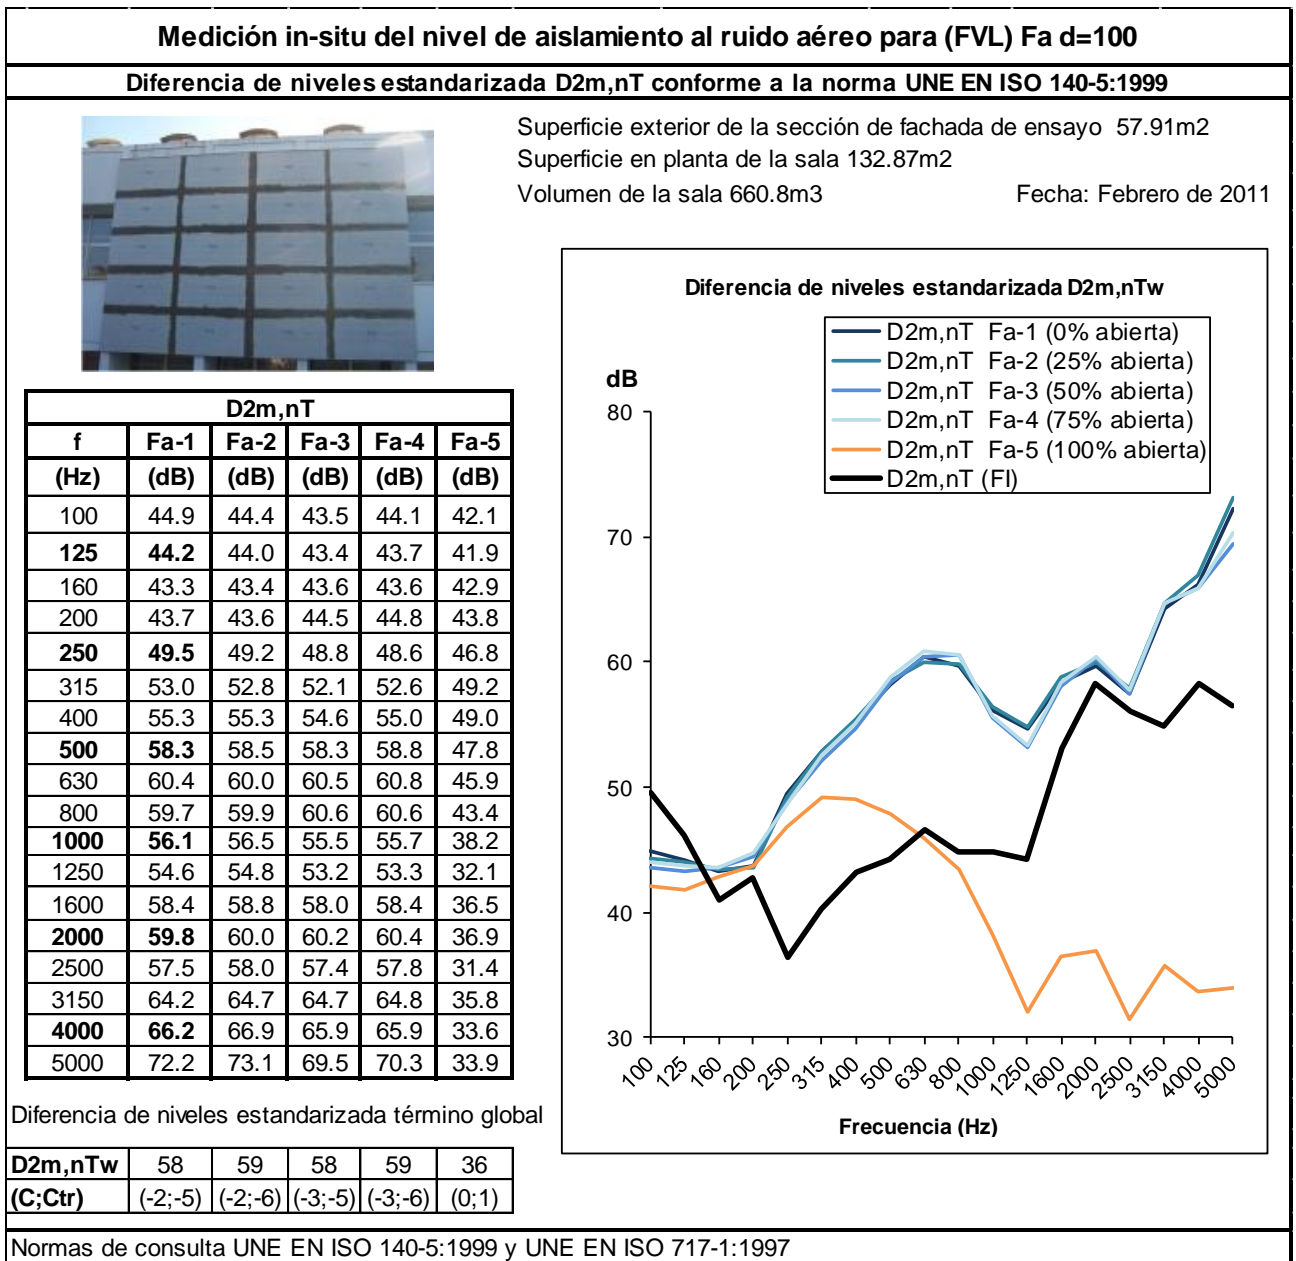 Medición in-situ del nivel de aislamiento al ruido aéreo para (FVL) Fa d=100
Diferencia de niveles estandarizada D2m,nT conforme a la norma UNE EN ISO 140-5:1999
Superficie exterior de la sección de fachada de ensayo 57.91m2
Superficie en planta de la sala 132.87m2
Volumen de la sala 660.8m3 Fecha: Febrero de 2011
D2m,nT
f Fa-1 Fa-2 Fa-3 Fa-4 Fa-5
(Hz) (dB) (dB) (dB) (dB) (dB)
100 44.9 44.4 43.5 44.1 42.1
125 44.2 44.0 43.4 43.7 41.9
160 43.3 43.4 43.6 43.6 42.9
200 43.7 43.6 44.5 44.8 43.8
250 49.5 49.2 48.8 48.6 46.8
315 53.0 52.8 52.1 52.6 49.2
400 55.3 55.3 54.6 55.0 49.0
500 58.3 58.5 58.3 58.8 47.8
630 60.4 60.0 60.5 60.8 45.9
800 59.7 59.9 60.6 60.6 43.4
1000 56.1 56.5 55.5 55.7 38.2
1250 54.6 54.8 53.2 53.3 32.1
1600 58.4 58.8 58.0 58.4 36.5
2000 59.8 60.0 60.2 60.4 36.9
2500 57.5 58.0 57.4 57.8 31.4
3150 64.2 64.7 64.7 64.8 35.8
4000 66.2 66.9 65.9 65.9 33.6
5000 72.2 73.1 69.5 70.3 33.9
Diferencia de niveles estandarizada término global
D2m,nTw 58 59 58 59 36
(C;Ctr) (-2;-5) (-2;-6) (-3;-5) (-3;-6) (0;1)
Diferencia de niveles estandarizada D2m,nTw
D2m,nT Fa-1 (0% abierta)
D2m,nT Fa-2 (25% abierta)
D2m,nT Fa-3 (50% abierta)
D2m,nT Fa-4 (75% abierta)
D2m,nT Fa-5 (100% abierta)
D2m,nT (Fl)
dB
80
70
60
50
40
30
100 125 160 200 250 315 400 500 630 800 1000 1250 1600 2000 2500 3150 4000 5000
Frecuencia (Hz)
Normas de consulta UNE EN ISO 140-5:1999 y UNE EN ISO 717-1:1997